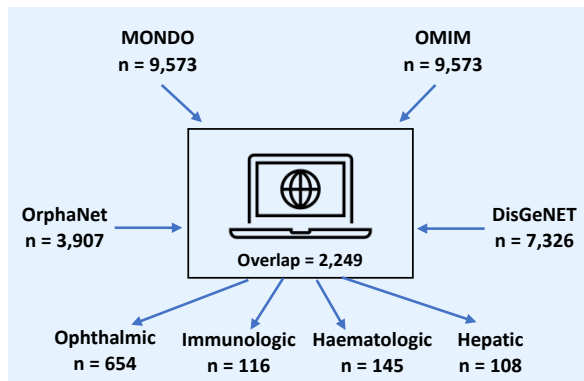 MONDO
n = 9,573
OMIM
n = 9,573
OrphaNet
n = 3,907
DisGeNET
n = 7,326
Overlap = 2,249
Ophthalmic
n = 654
Immunologic
n = 116
Haematologic
n = 145
Hepatic
n = 108